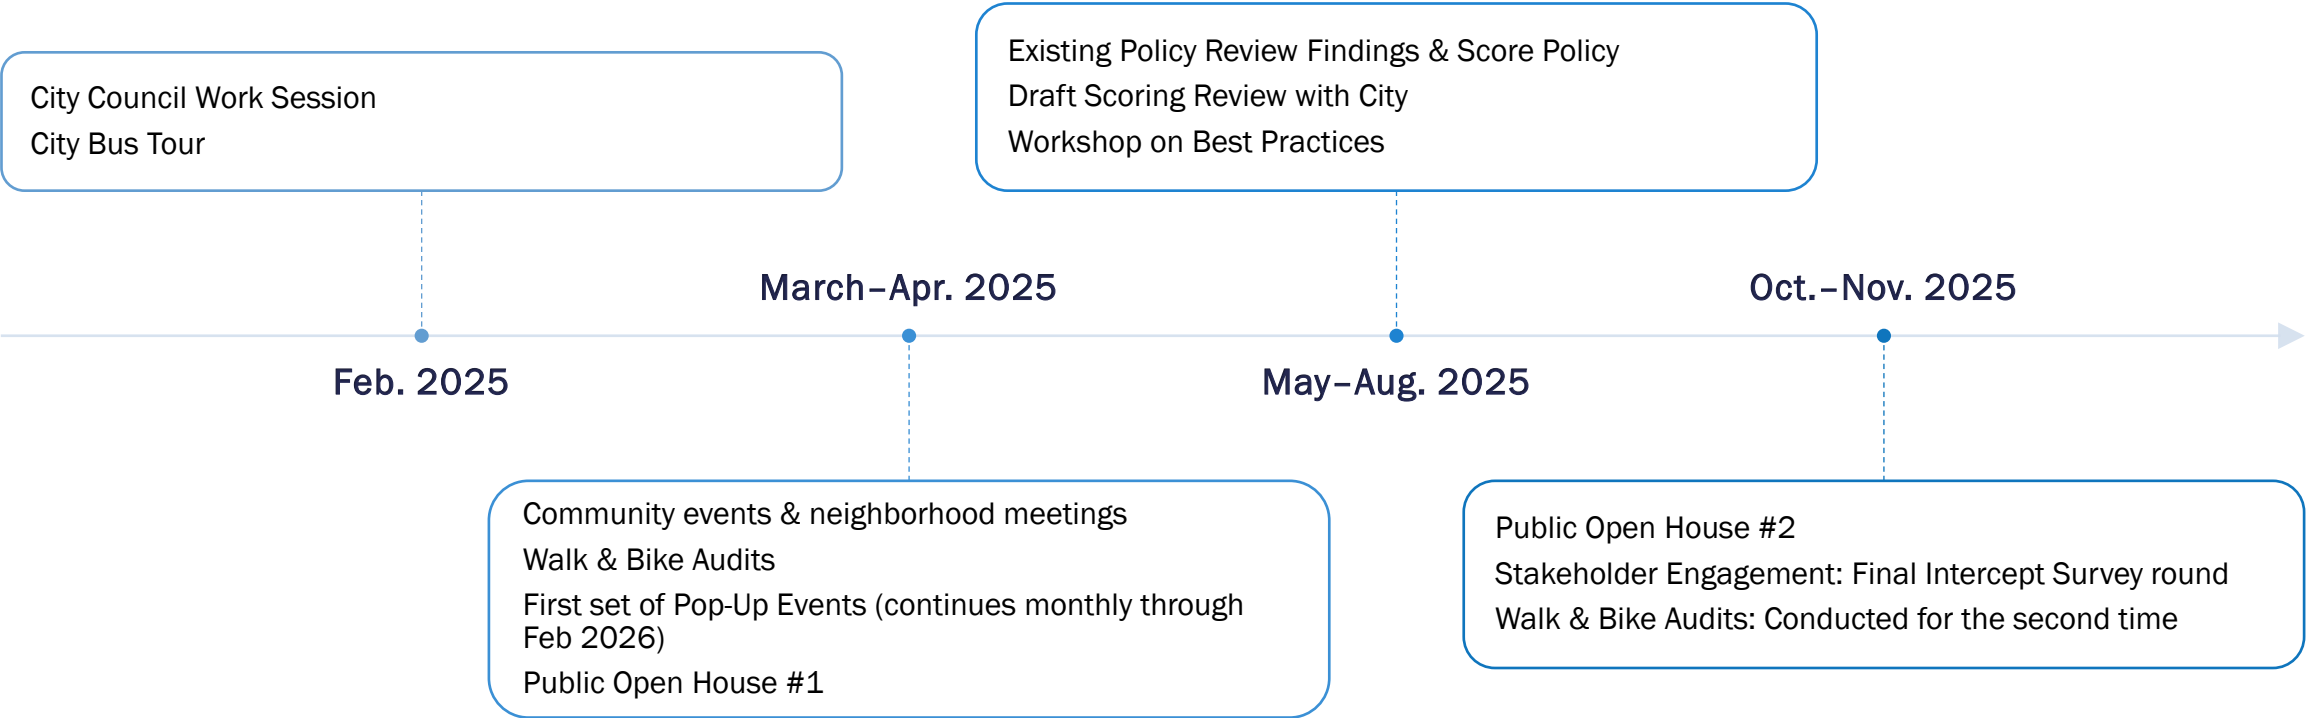 City Council Work Session
City Bus Tour
Existing Policy Review Findings & Score Policy
Draft Scoring Review with City
Workshop on Best Practices
March–Apr. 2025
Oct.–Nov. 2025
Feb. 2025
May–Aug. 2025
Community events & neighborhood meetings
Walk & Bike Audits
First set of Pop-Up Events (continues monthly through
Feb 2026)
Public Open House #1
Public Open House #2
Stakeholder Engagement: Final Intercept Survey round
Walk & Bike Audits: Conducted for the second time